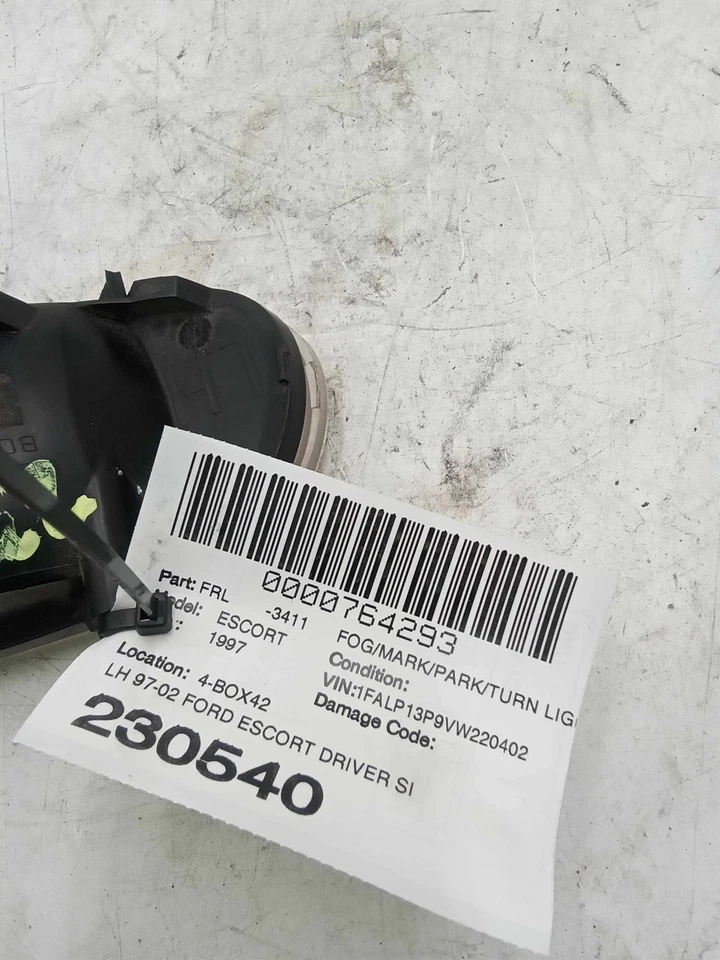 0000764293
Part: FRL -3411 FOG/MARK/PARK/TURN LIG
ESCORT Condition:
1997 VIN:1FALP13P9VW220402
Location: 4-BOX42 Damage Code:
LH 97-02 FORD ESCORT DRIVER SI
230540